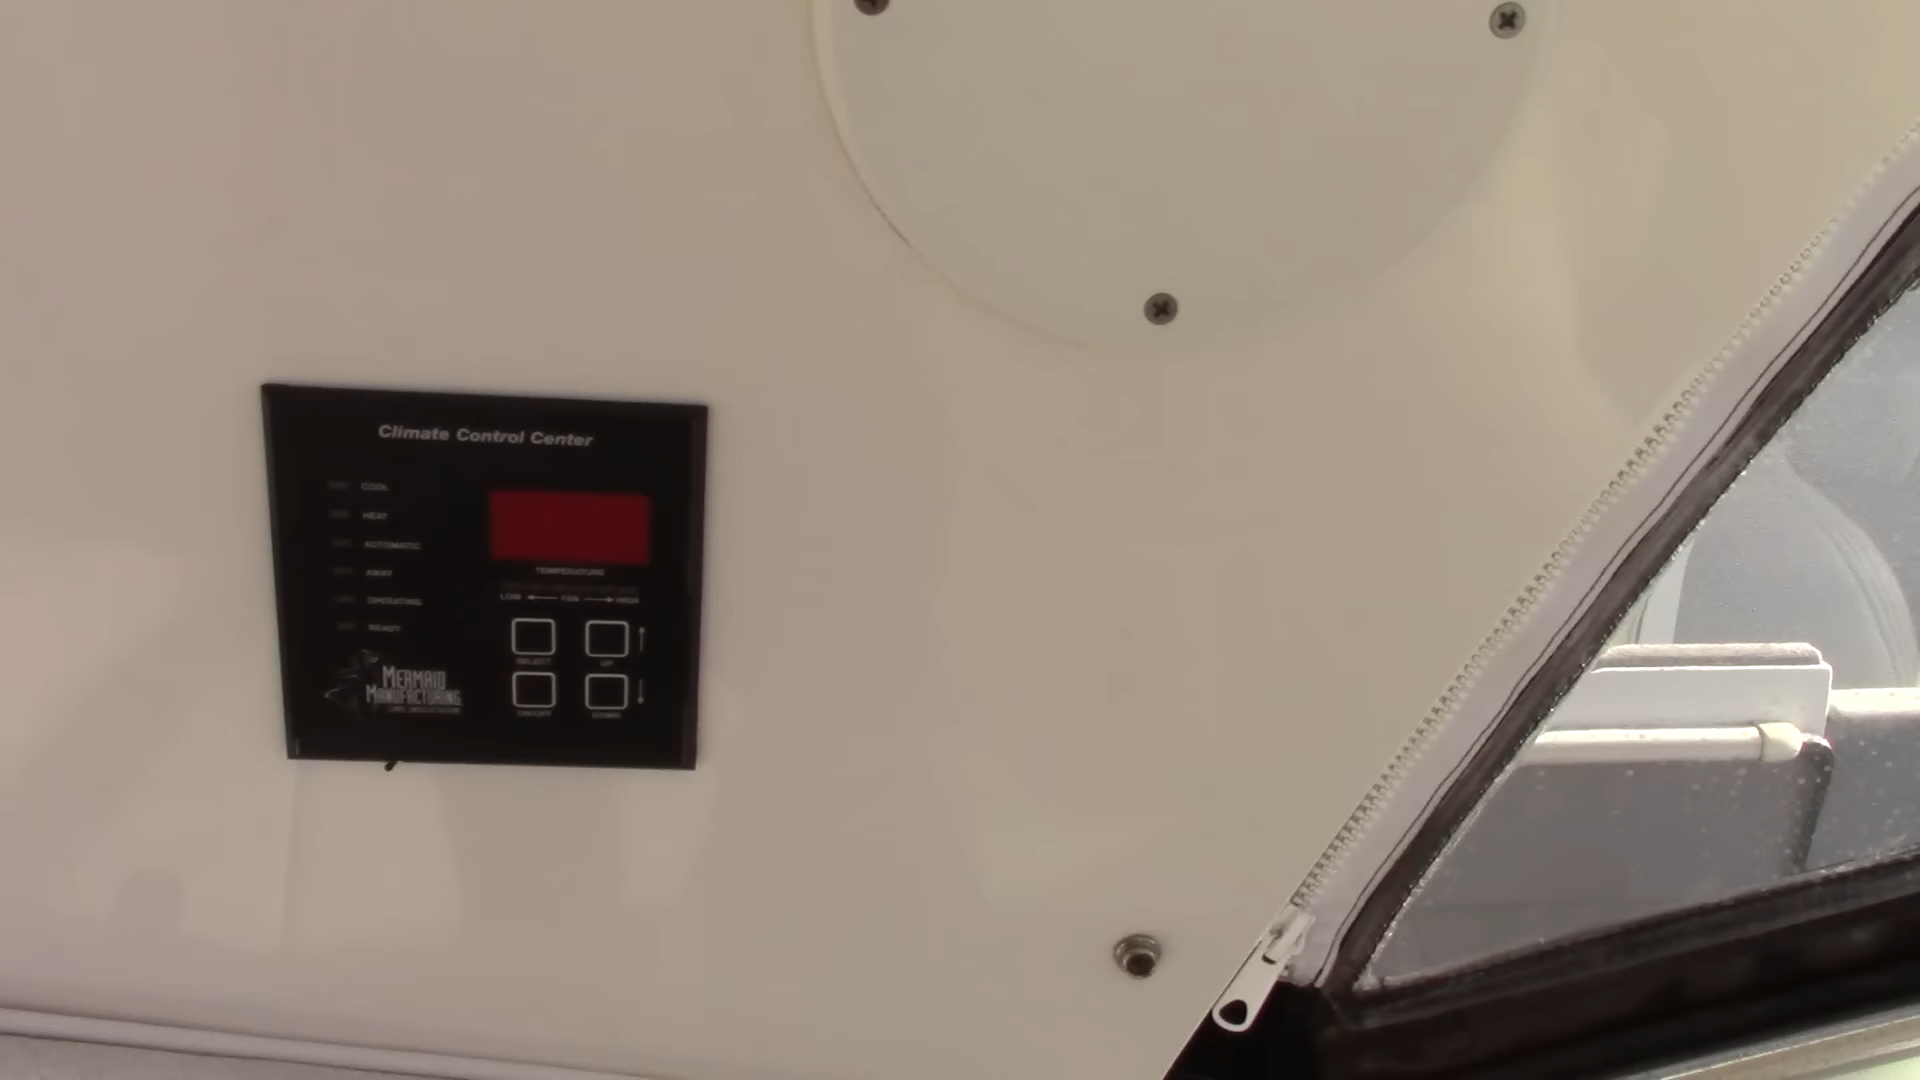 Climate Control Center
COOL
HEAT
AUTOMATIC
AWAY
OPERATING
READY
TEMPERATURE
LOW FAN HIGH
SELECT UP
ON/OFF DOWN
MERMAID
MANUFACTURING